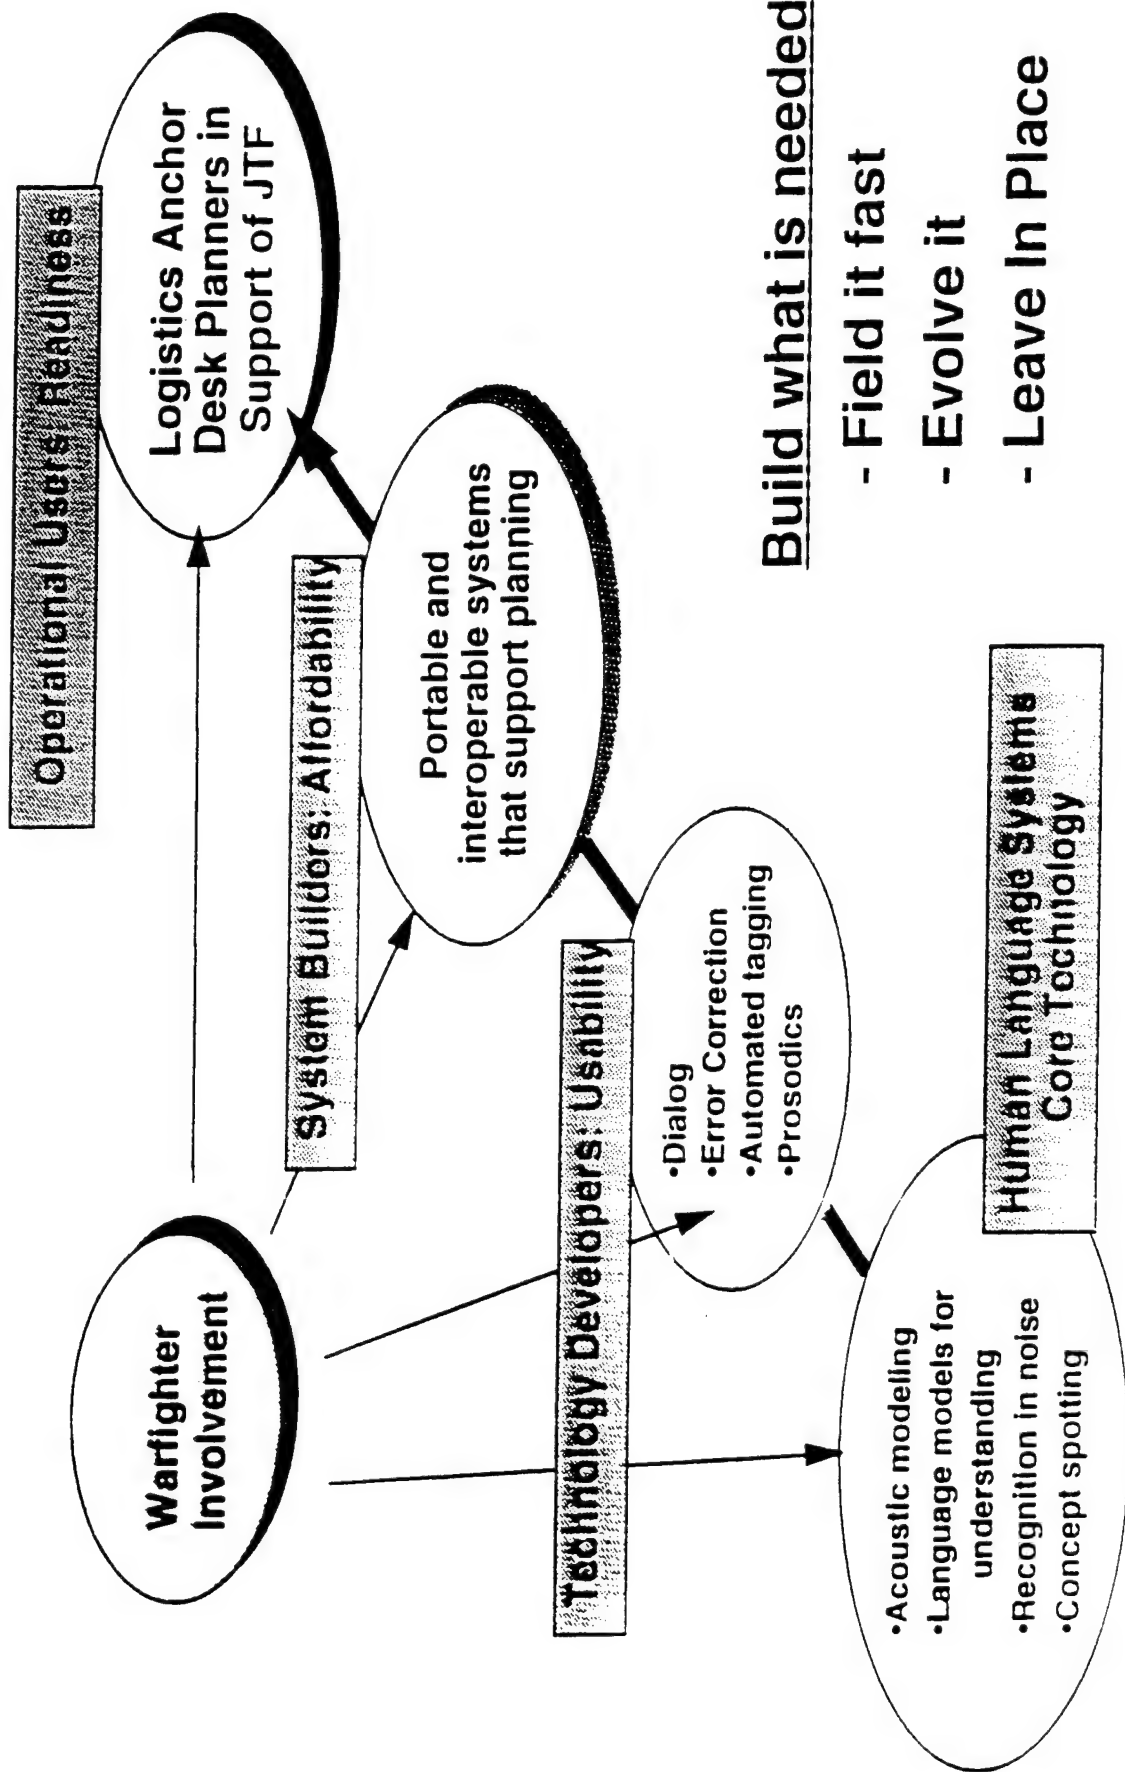 Operational Users: Readiness
Logistics Anchor
Desk Planners in
Support of JTF
Warfighter
Involvement
System Builders: Affordability
Portable and
interoperable systems
that support planning
Technology Developers: Usability
•Dialog
•Error Correction
•Automated tagging
•Prosodics
Build what is needed
- Field it fast
- Evolve it
- Leave In Place
•Acoustic modeling
•Language models for
understanding
•Recognition in noise
•Concept spotting
Human Language Systems
Core Technology